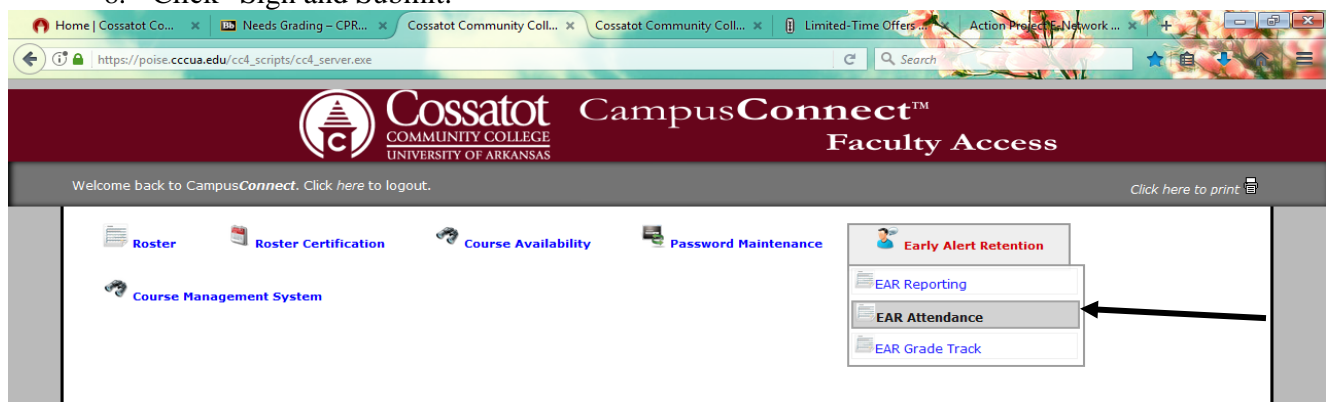 8. Click "Sign and Submit."
Home | Cossatot Co... × Needs Grading – CPR... × Cossatot Community Coll... × Cossatot Community Coll... × Limited-Time Offers ... × Action Project E-Network ... × +
https://poise.cccua.edu/cc4_scripts/cc4_server.exe Search
COSSATOT
COMMUNITY COLLEGE
UNIVERSITY OF ARKANSAS
CampusConnect™
Faculty Access
Welcome back to CampusConnect. Click here to logout. Click here to print
Roster Roster Certification Course Availability Password Maintenance Early Alert Retention
Course Management System
EAR Reporting
EAR Attendance
EAR Grade Track